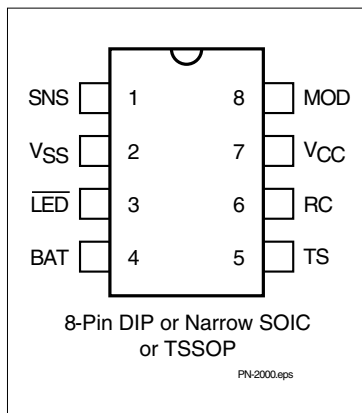 SNS 1 8 MOD
VSS 2 7 VCC
LED 3 6 RC
BAT 4 5 TS
8-Pin DIP or Narrow SOIC
or TSSOP
PN-2000.eps